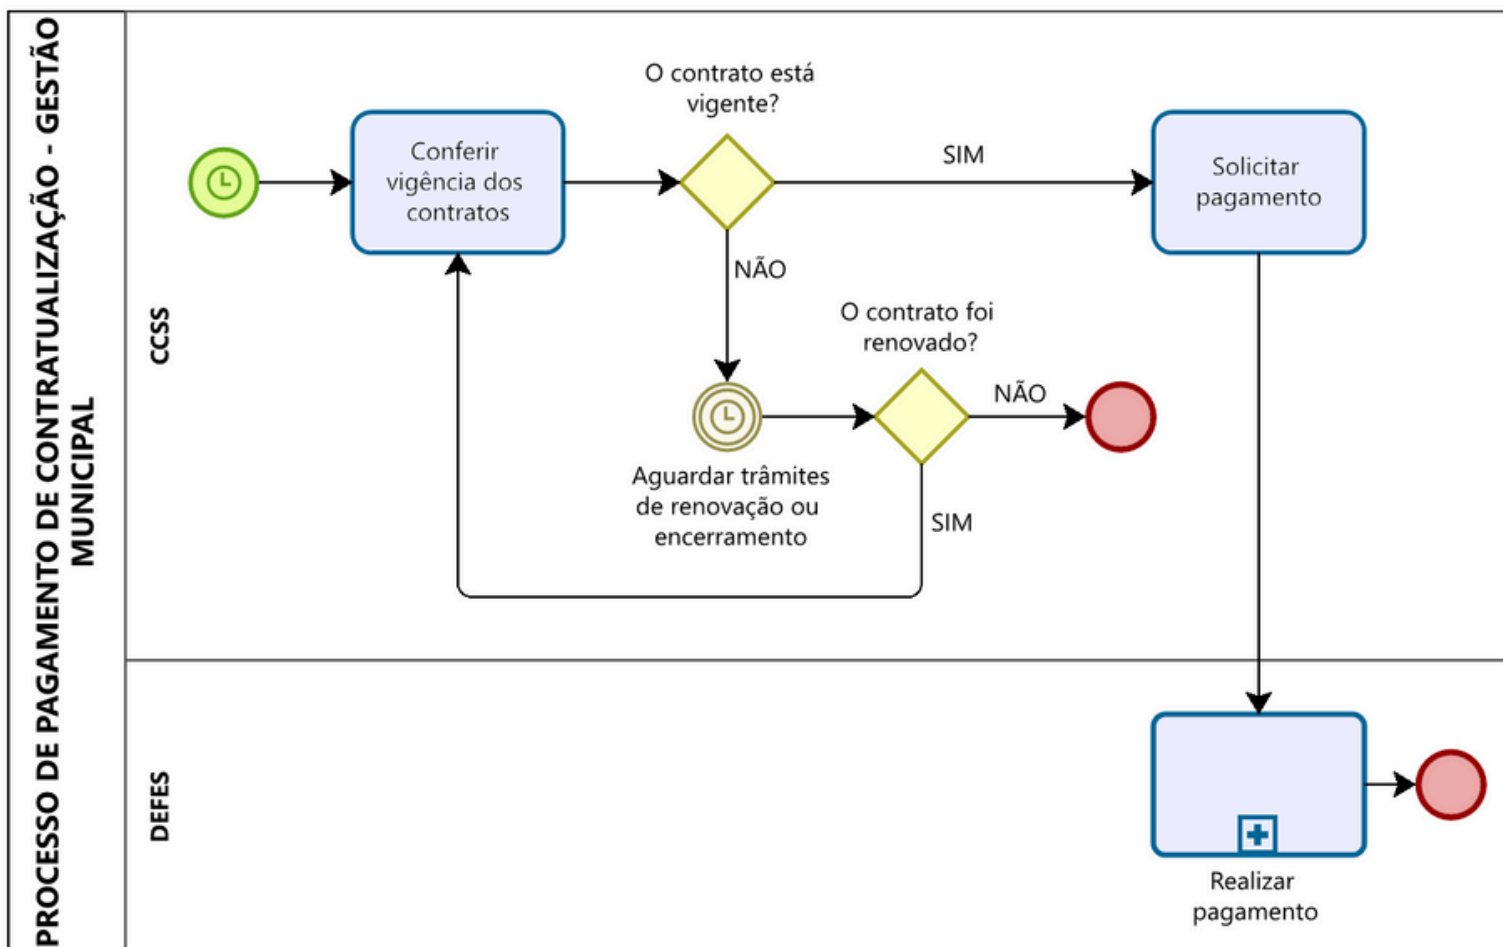 PROCESSO DE PAGAMENTO DE CONTRATUALIZAÇÃO - GESTÃO
MUNICIPAL
CCSS
O contrato está
vigente?
Conferir
vigência dos
contratos
SIM
Solicitar
pagamento
NÃO
O contrato foi
renovado?
NÃO
Aguardar trâmites
de renovação ou
encerramento
SIM
DEFES
Realizar
pagamento